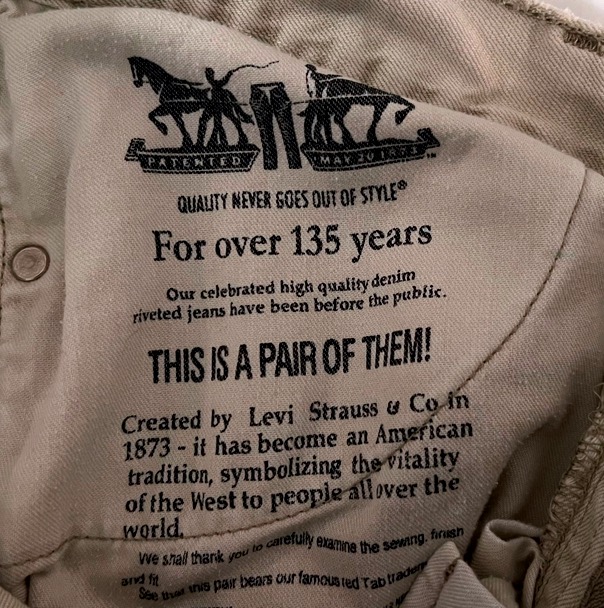 PATENTED MAY 20 1873 ™
QUALITY NEVER GOES OUT OF STYLE®
For over 135 years
Our celebrated high quality denim
riveted jeans have been before the public.
THIS IS A PAIR OF THEM!
Created by Levi Strauss & Co in
1873 - it has become an American
tradition, symbolizing the vitality
of the West to people all over the
world.
We shall thank you to carefully examine the sewing, finish
and fit
See that this pair bears our famous red Tab